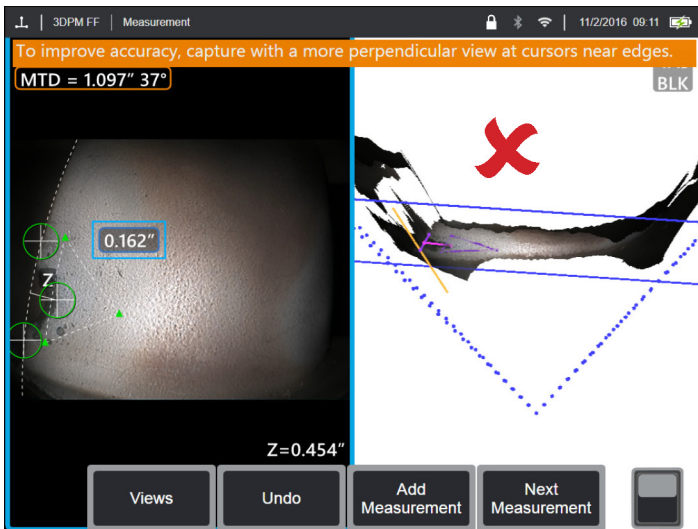 3DPM FF Measurement 11/2/2016 09:11
To improve accuracy, capture with a more perpendicular view at cursors near edges.
MTD = 1.097″ 37°
BLK
0.162″
Z
Z=0.454″
Views Undo Add Measurement Next Measurement